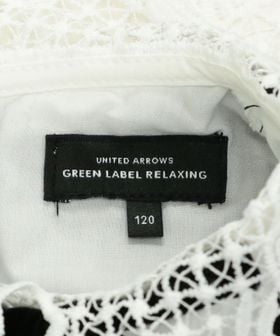 UNITED ARROWS
GREEN LABEL RELAXING
120